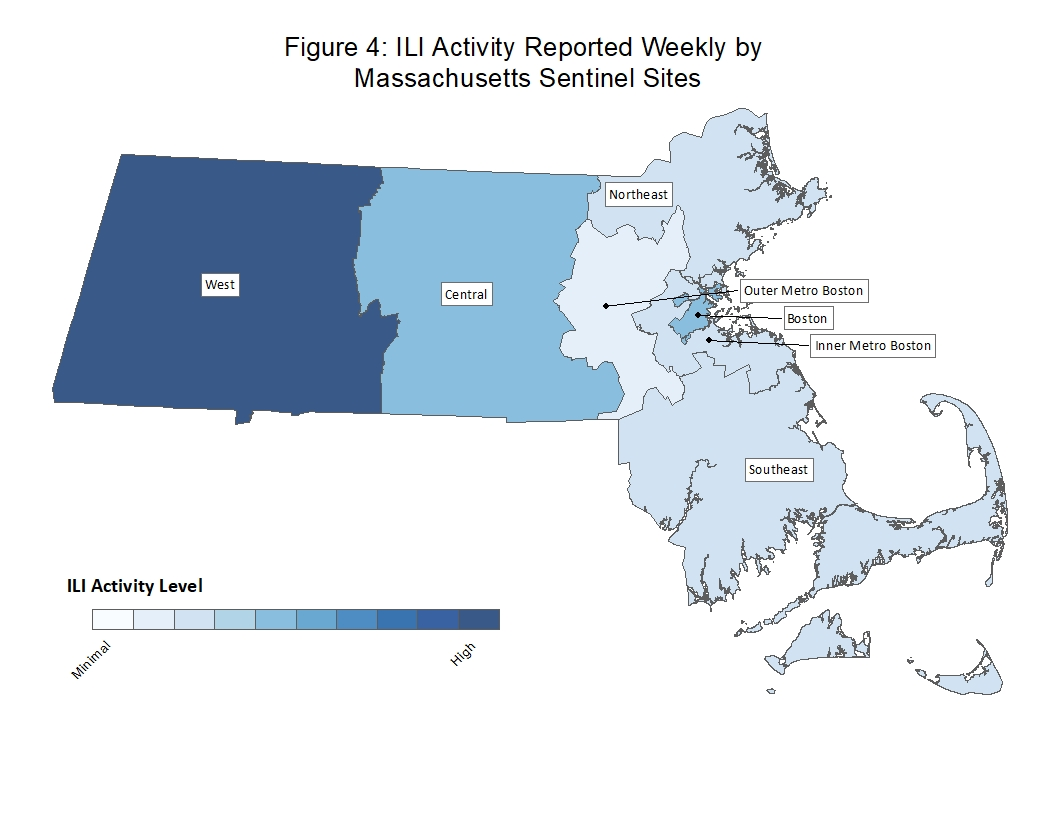 Figure 4: ILI Activity Reported Weekly by
Massachusetts Sentinel Sites
Northeast
West
Central
Outer Metro Boston
Boston
Inner Metro Boston
Southeast
ILI Activity Level
Minimal
High